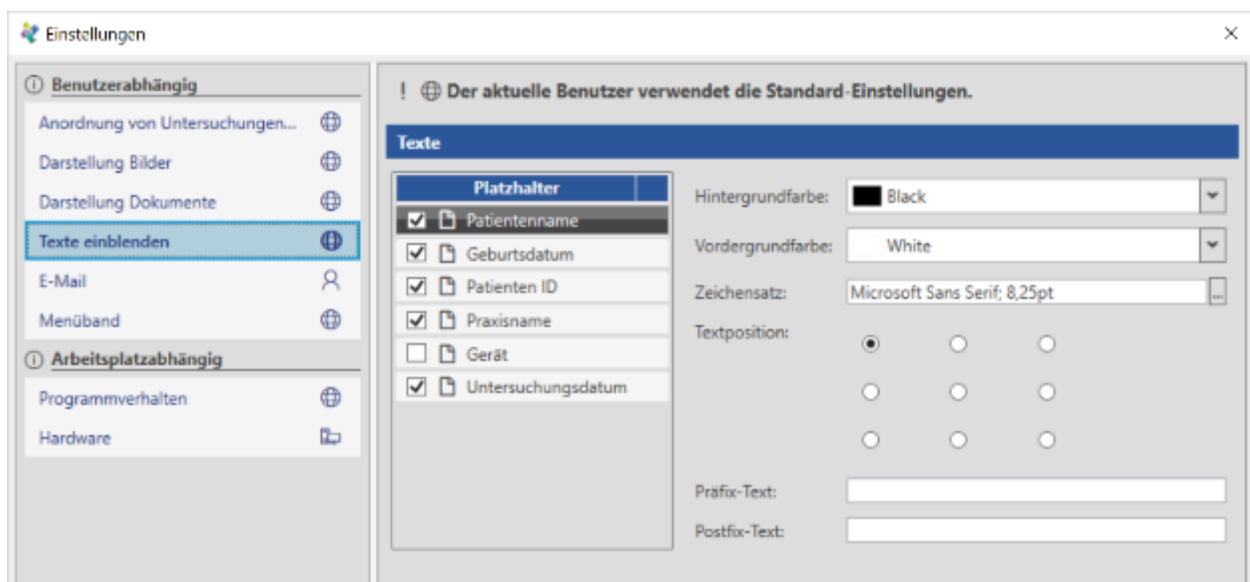 Einstellungen
Benutzerabhängig
Anordnung von Untersuchungen...
Darstellung Bilder
Darstellung Dokumente
Texte einblenden
E-Mail
Menüband
Arbeitsplatzabhängig
Programmverhalten
Hardware
! Der aktuelle Benutzer verwendet die Standard-Einstellungen.
Texte
Platzhalter
Patientenname
Geburtsdatum
Patienten ID
Praxisname
Gerät
Untersuchungsdatum
Hintergrundfarbe: Black
Vordergrundfarbe: White
Zeichensatz: Microsoft Sans Serif; 8,25pt ...
Textposition:
Präfix-Text:
Postfix-Text: